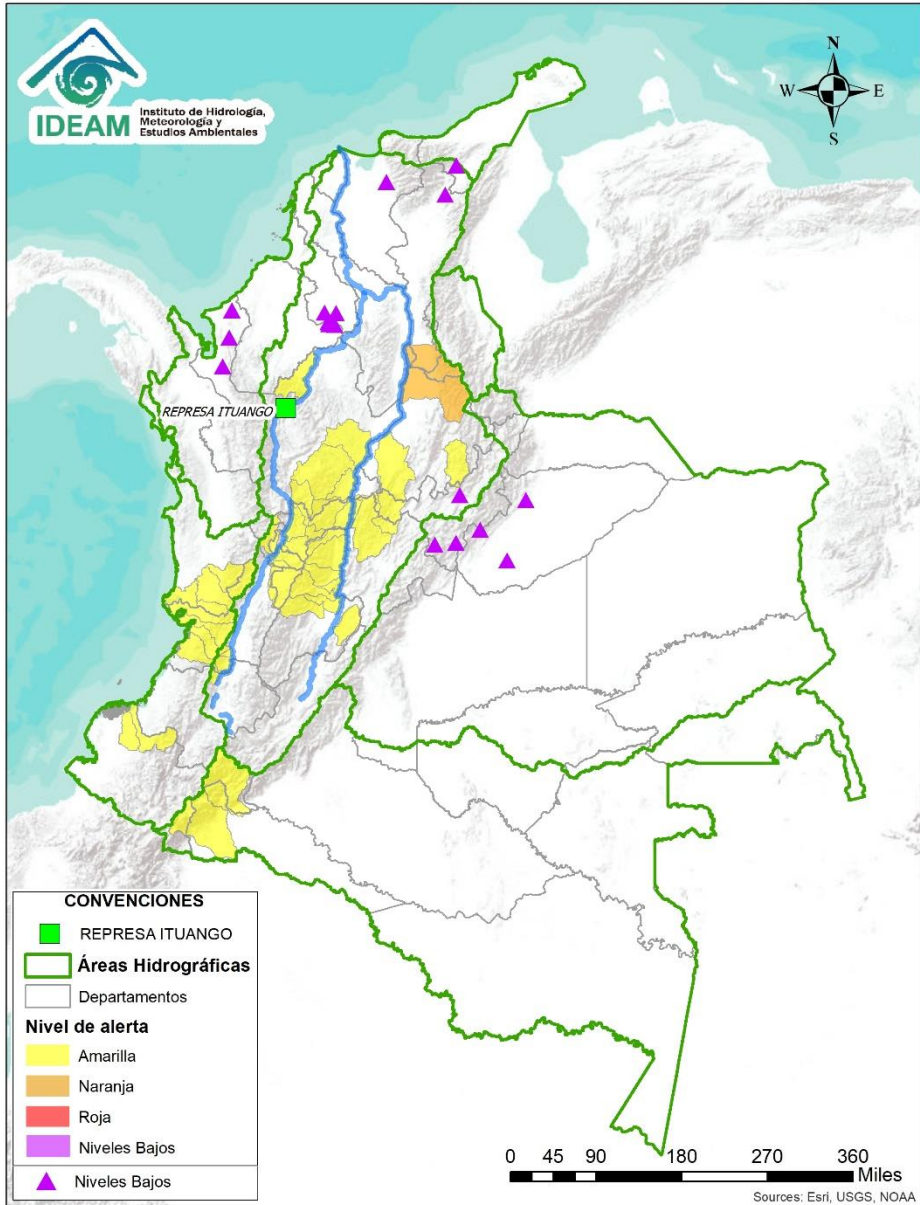 IDEAM
Instituto de Hidrología,
Meteorología y
Estudios Ambientales
N
W
E
S
REPRESA ITUANGO
CONVENCIONES
REPRESA ITUANGO
Áreas Hidrográficas
Departamentos
Nivel de alerta
Amarilla
Naranja
Roja
Niveles Bajos
Niveles Bajos
0 45 90 180 270 360
Miles
Sources: Esri, USGS, NOAA